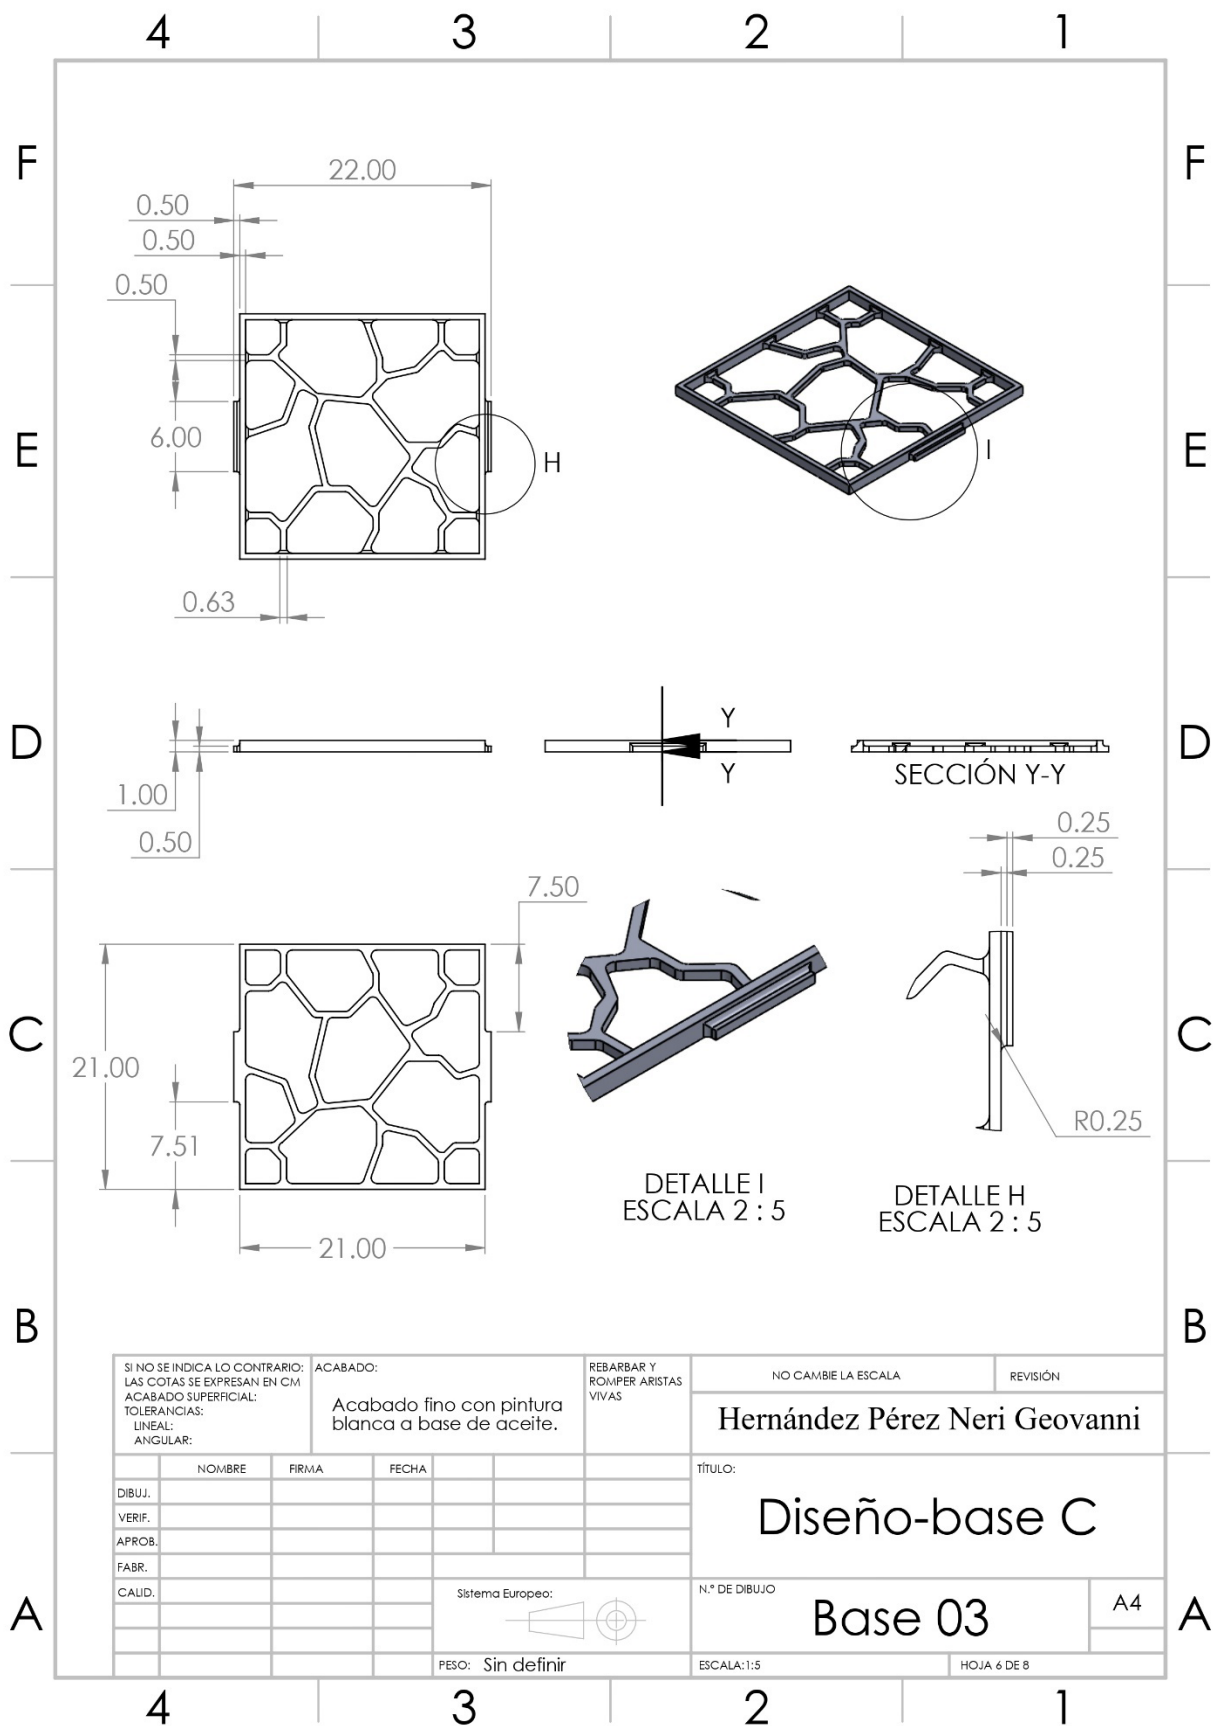 4 3 2 1
F F
22.00
0.50
0.50
0.50
6.00
E E
H
I
0.63
D D
Y
Y
SECCIÓN Y-Y
1.00
0.50
0.25
0.25
7.50
C C
21.00
7.51
R0.25
21.00
DETALLE I
ESCALA 2 : 5
DETALLE H
ESCALA 2 : 5
B B
SI NO SE INDICA LO CONTRARIO:
LAS COTAS SE EXPRESAN EN CM
ACABADO SUPERFICIAL:
TOLERANCIAS:
LINEAL:
ANGULAR:
ACABADO:
Acabado fino con pintura
blanca a base de aceite.
REBARBAR Y
ROMPER ARISTAS
VIVAS
NO CAMBIE LA ESCALA
REVISIÓN
Hernández Pérez Neri Geovanni
NOMBRE FIRMA FECHA
DIBUJ.
VERIF.
APROB.
FABR.
CALID.
TÍTULO:
Diseño-base C
Sistema Europeo:
N.º DE DIBUJO
Base 03
A4
A A
PESO: Sin definir
ESCALA:1:5
HOJA 6 DE 8
4 3 2 1